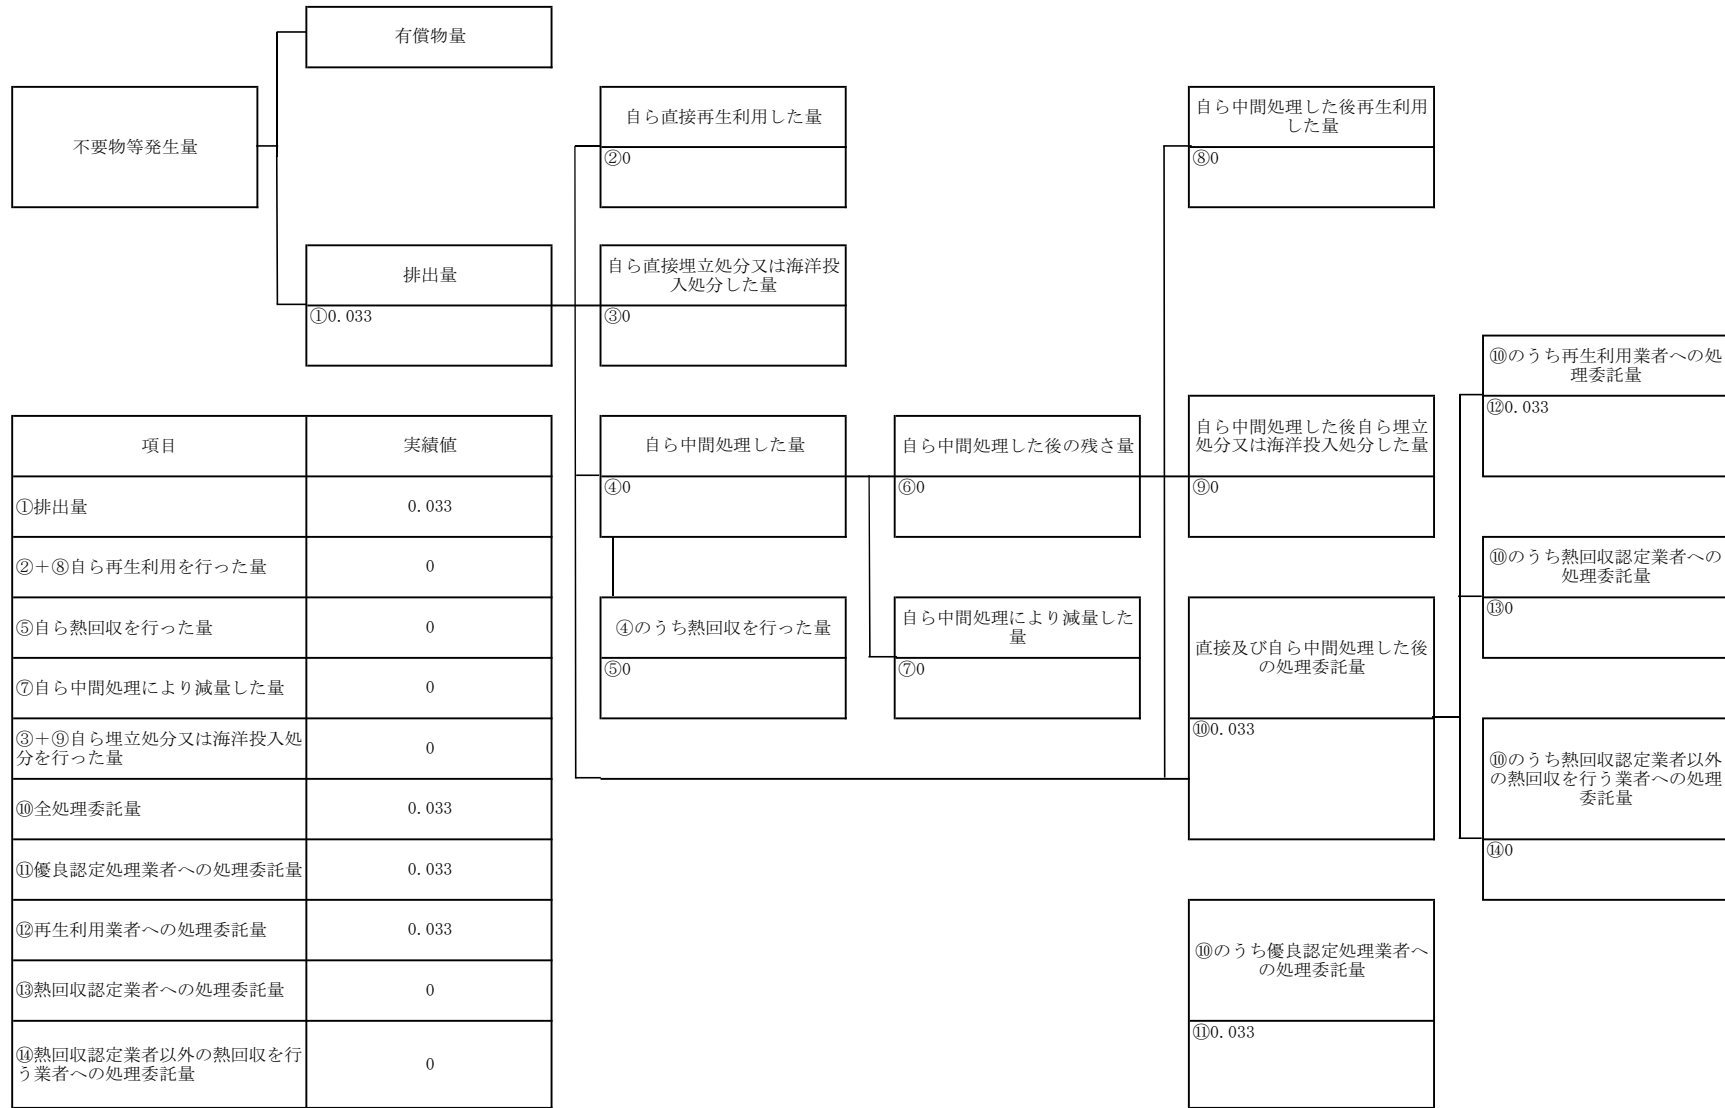 有償物量
不要物等発生量
自ら直接再生利用した量
②0
自ら中間処理した後再生利用
した量
⑧0
排出量
①0.033
自ら直接埋立処分又は海洋投
入処分した量
③0
⑩のうち再生利用業者への処
理委託量
⑫0.033
自ら中間処理した量
④0
自ら中間処理した後の残さ量
⑥0
自ら中間処理した後自ら埋立
処分又は海洋投入処分した量
⑨0
⑩のうち熱回収認定業者への
処理委託量
⑬0
④のうち熱回収を行った量
⑤0
自ら中間処理により減量した
量
⑦0
直接及び自ら中間処理した後
の処理委託量
⑩0.033
⑩のうち熱回収認定業者以外
の熱回収を行う業者への処理
委託量
⑭0
⑩のうち優良認定処理業者へ
の処理委託量
⑪0.033
項目 実績値
①排出量 0.033
②＋⑧自ら再生利用を行った量 0
⑤自ら熱回収を行った量 0
⑦自ら中間処理により減量した量 0
③＋⑨自ら埋立処分又は海洋投入処
分を行った量 0
⑩全処理委託量 0.033
⑪優良認定処理業者への処理委託量 0.033
⑫再生利用業者への処理委託量 0.033
⑬熱回収認定業者への処理委託量 0
⑭熱回収認定業者以外の熱回収を行
う業者への処理委託量 0